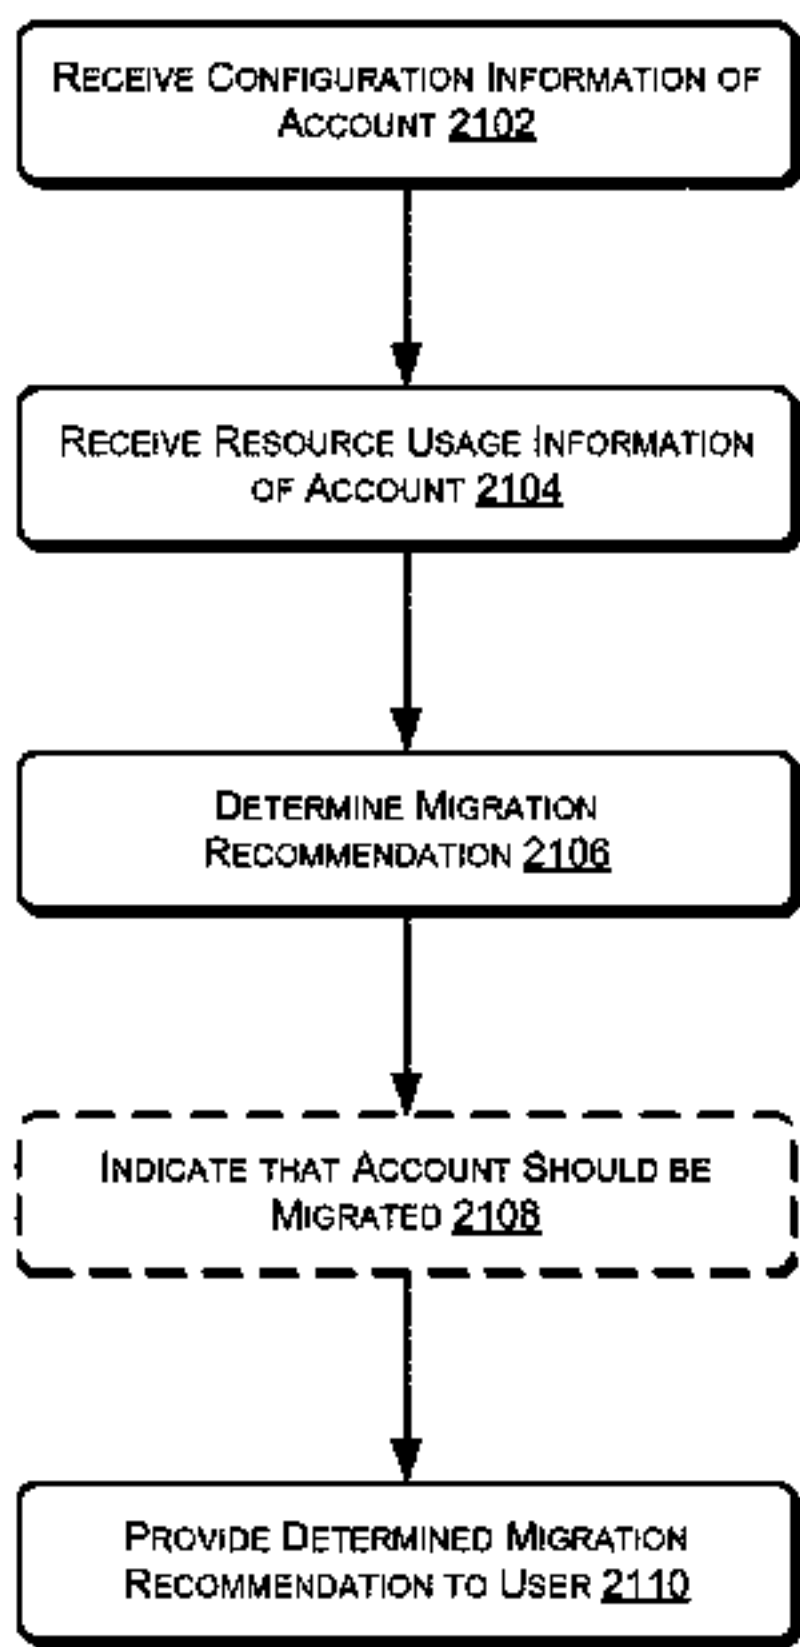 RECEIVE CONFIGURATION INFORMATION OF
ACCOUNT 2102
RECEIVE RESOURCE USAGE INFORMATION
OF ACCOUNT 2104
DETERMINE MIGRATION
RECOMMENDATION 2106
INDICATE THAT ACCOUNT SHOULD BE
MIGRATED 2108
PROVIDE DETERMINED MIGRATION
RECOMMENDATION TO USER 2110